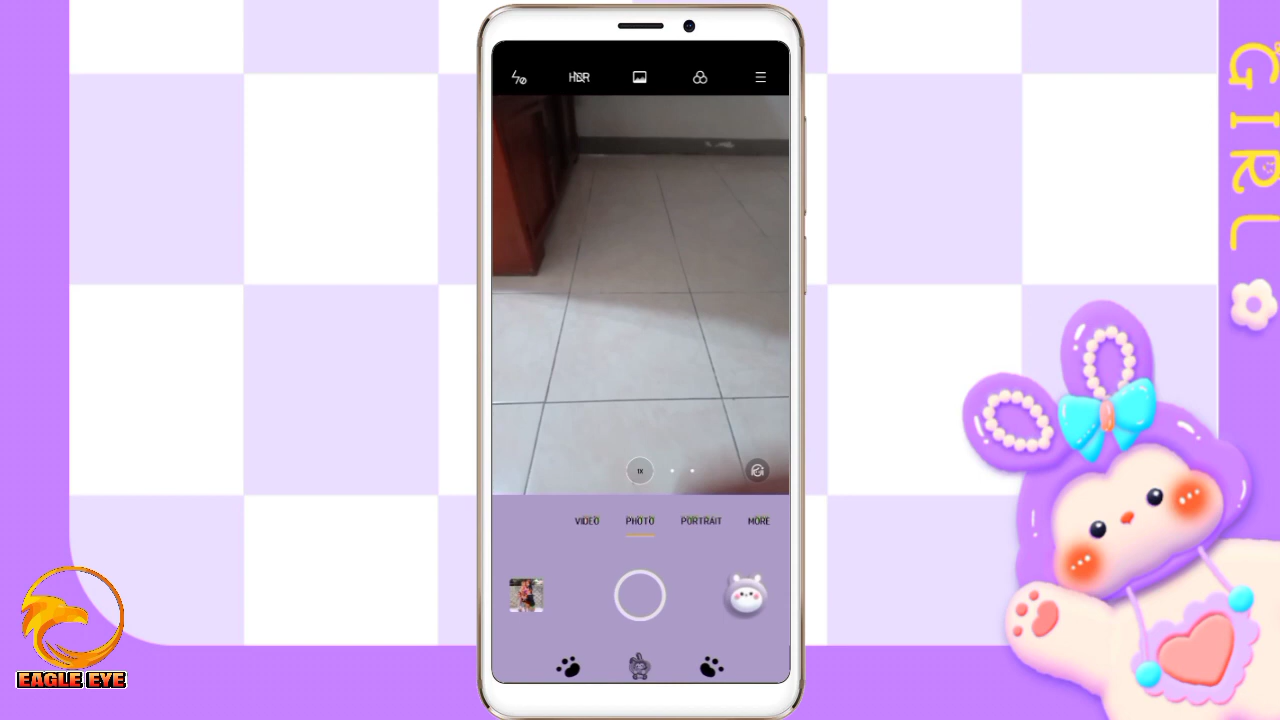 HDR
1X
VIDEO PHOTO PORTRAIT MORE
GIRL
EAGLE EYE